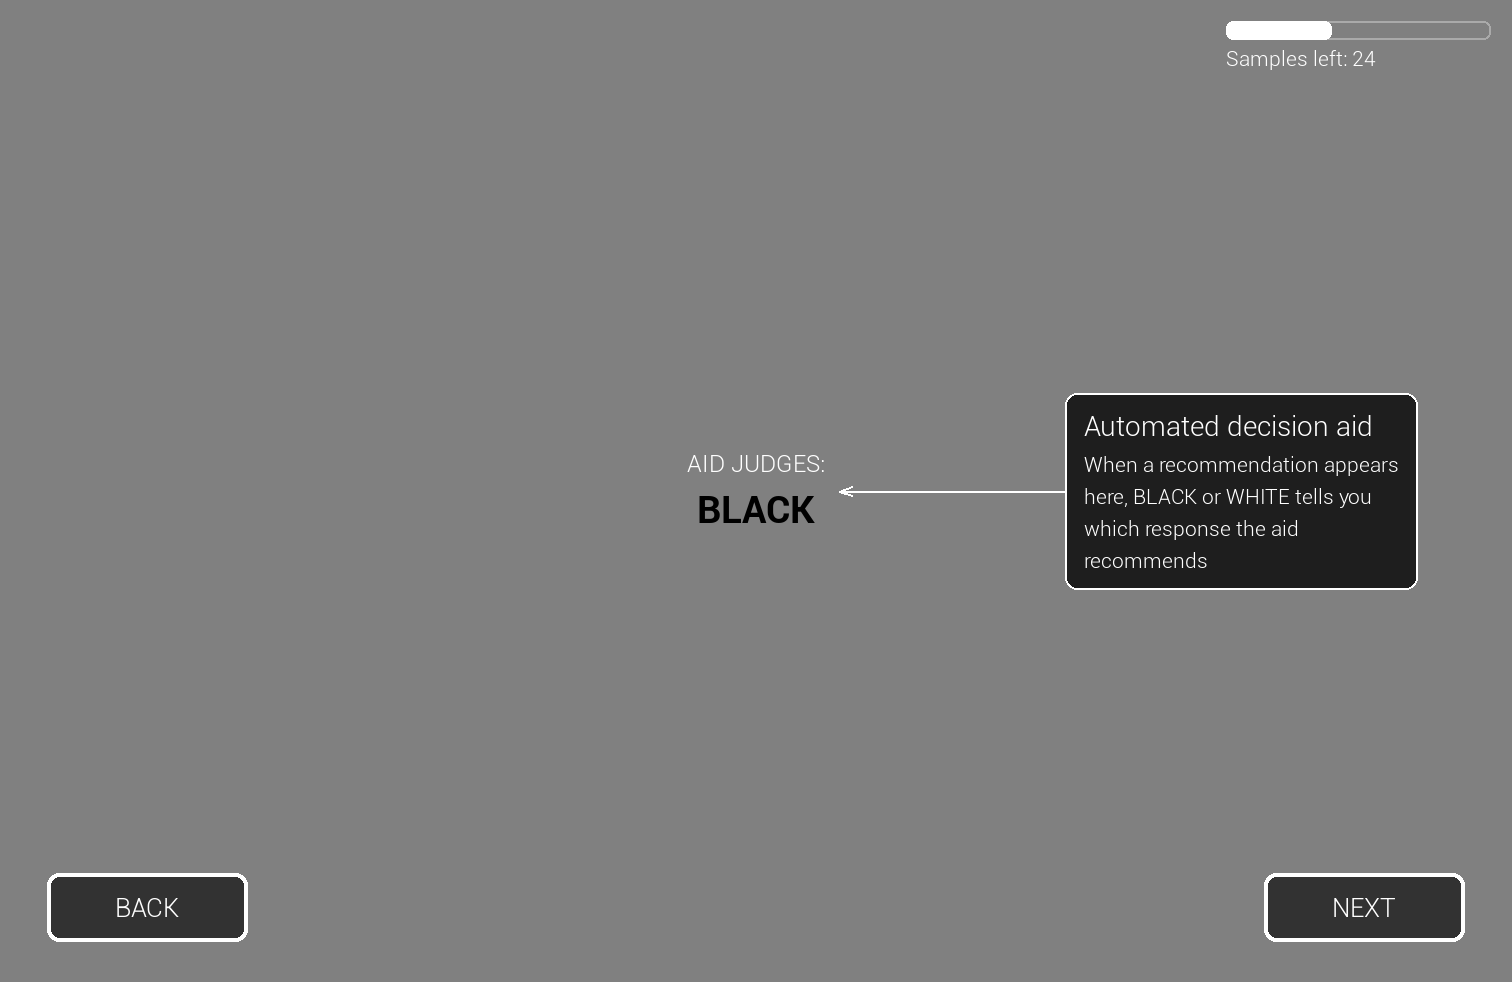 Samples left: 24
AID JUDGES:
BLACK
Automated decision aid
When a recommendation appears
here, BLACK or WHITE tells you
which response the aid
recommends
BACK
NEXT